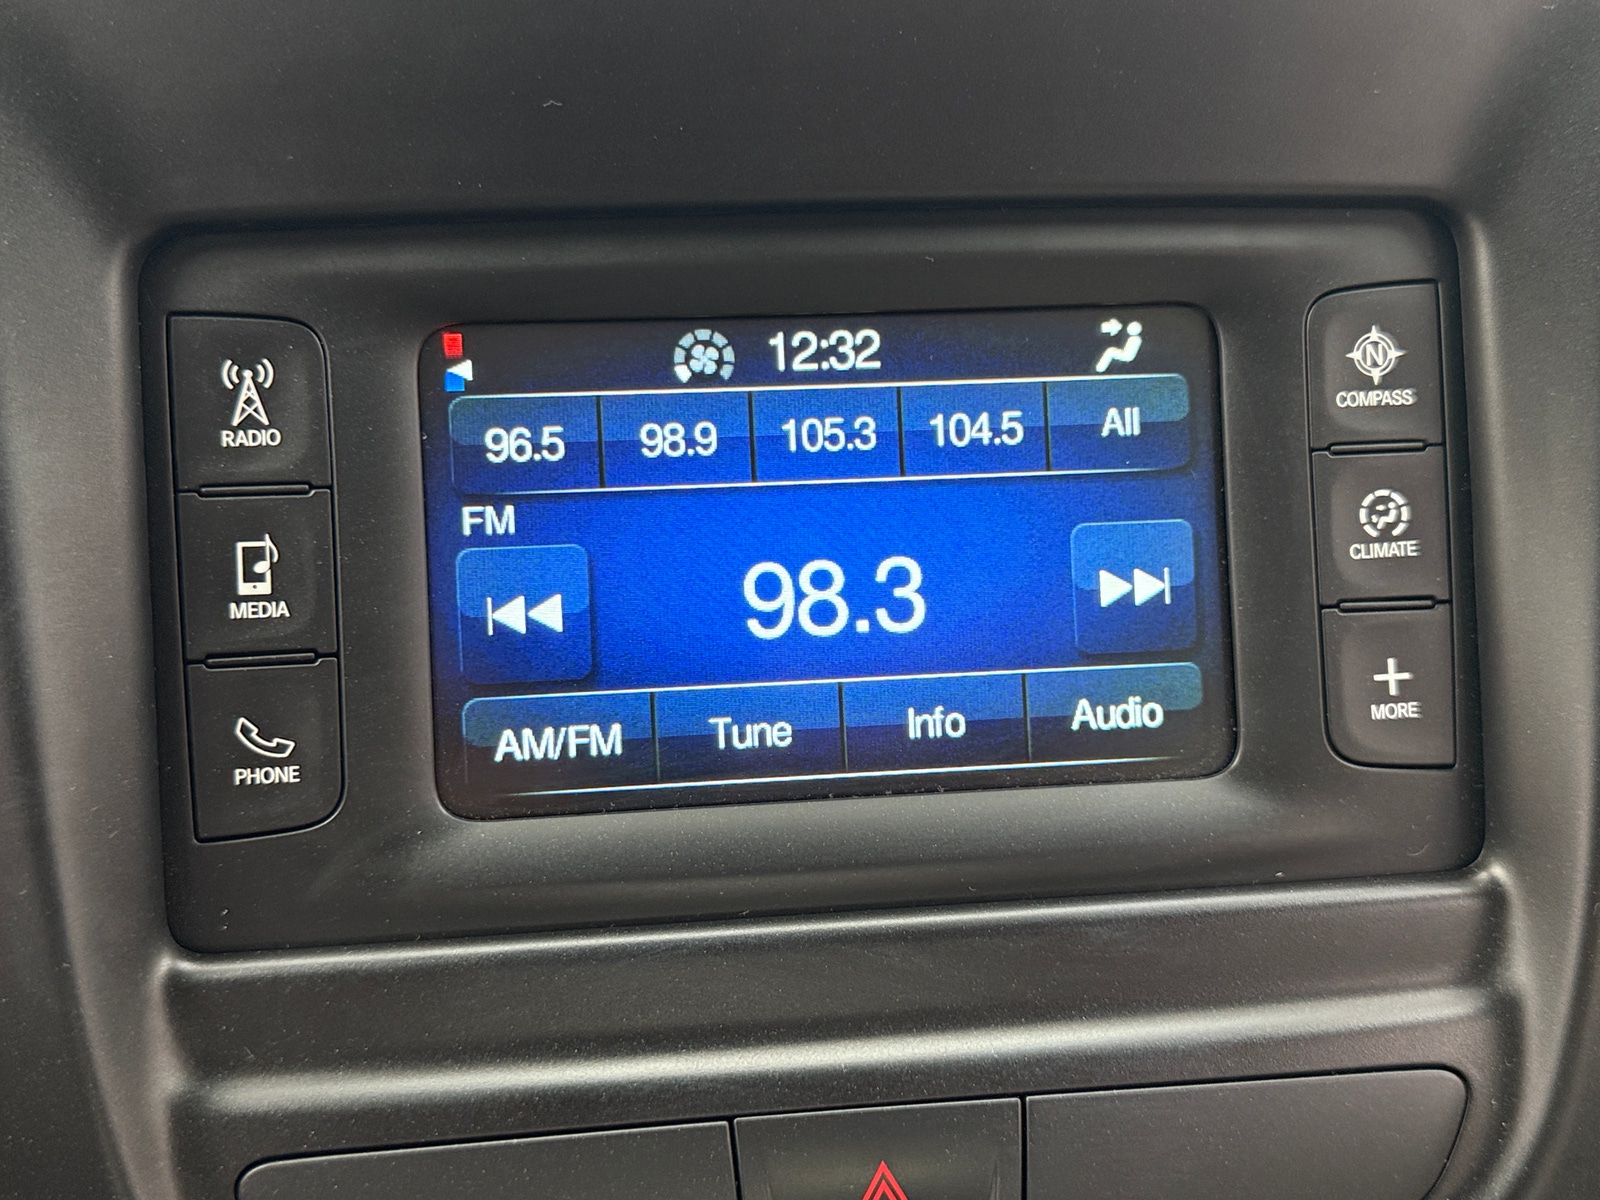 12:32
96.5 98.9 105.3 104.5 All
FM
98.3
AM/FM Tune Info Audio
RADIO
MEDIA
PHONE
N
COMPASS
CLIMATE
MORE